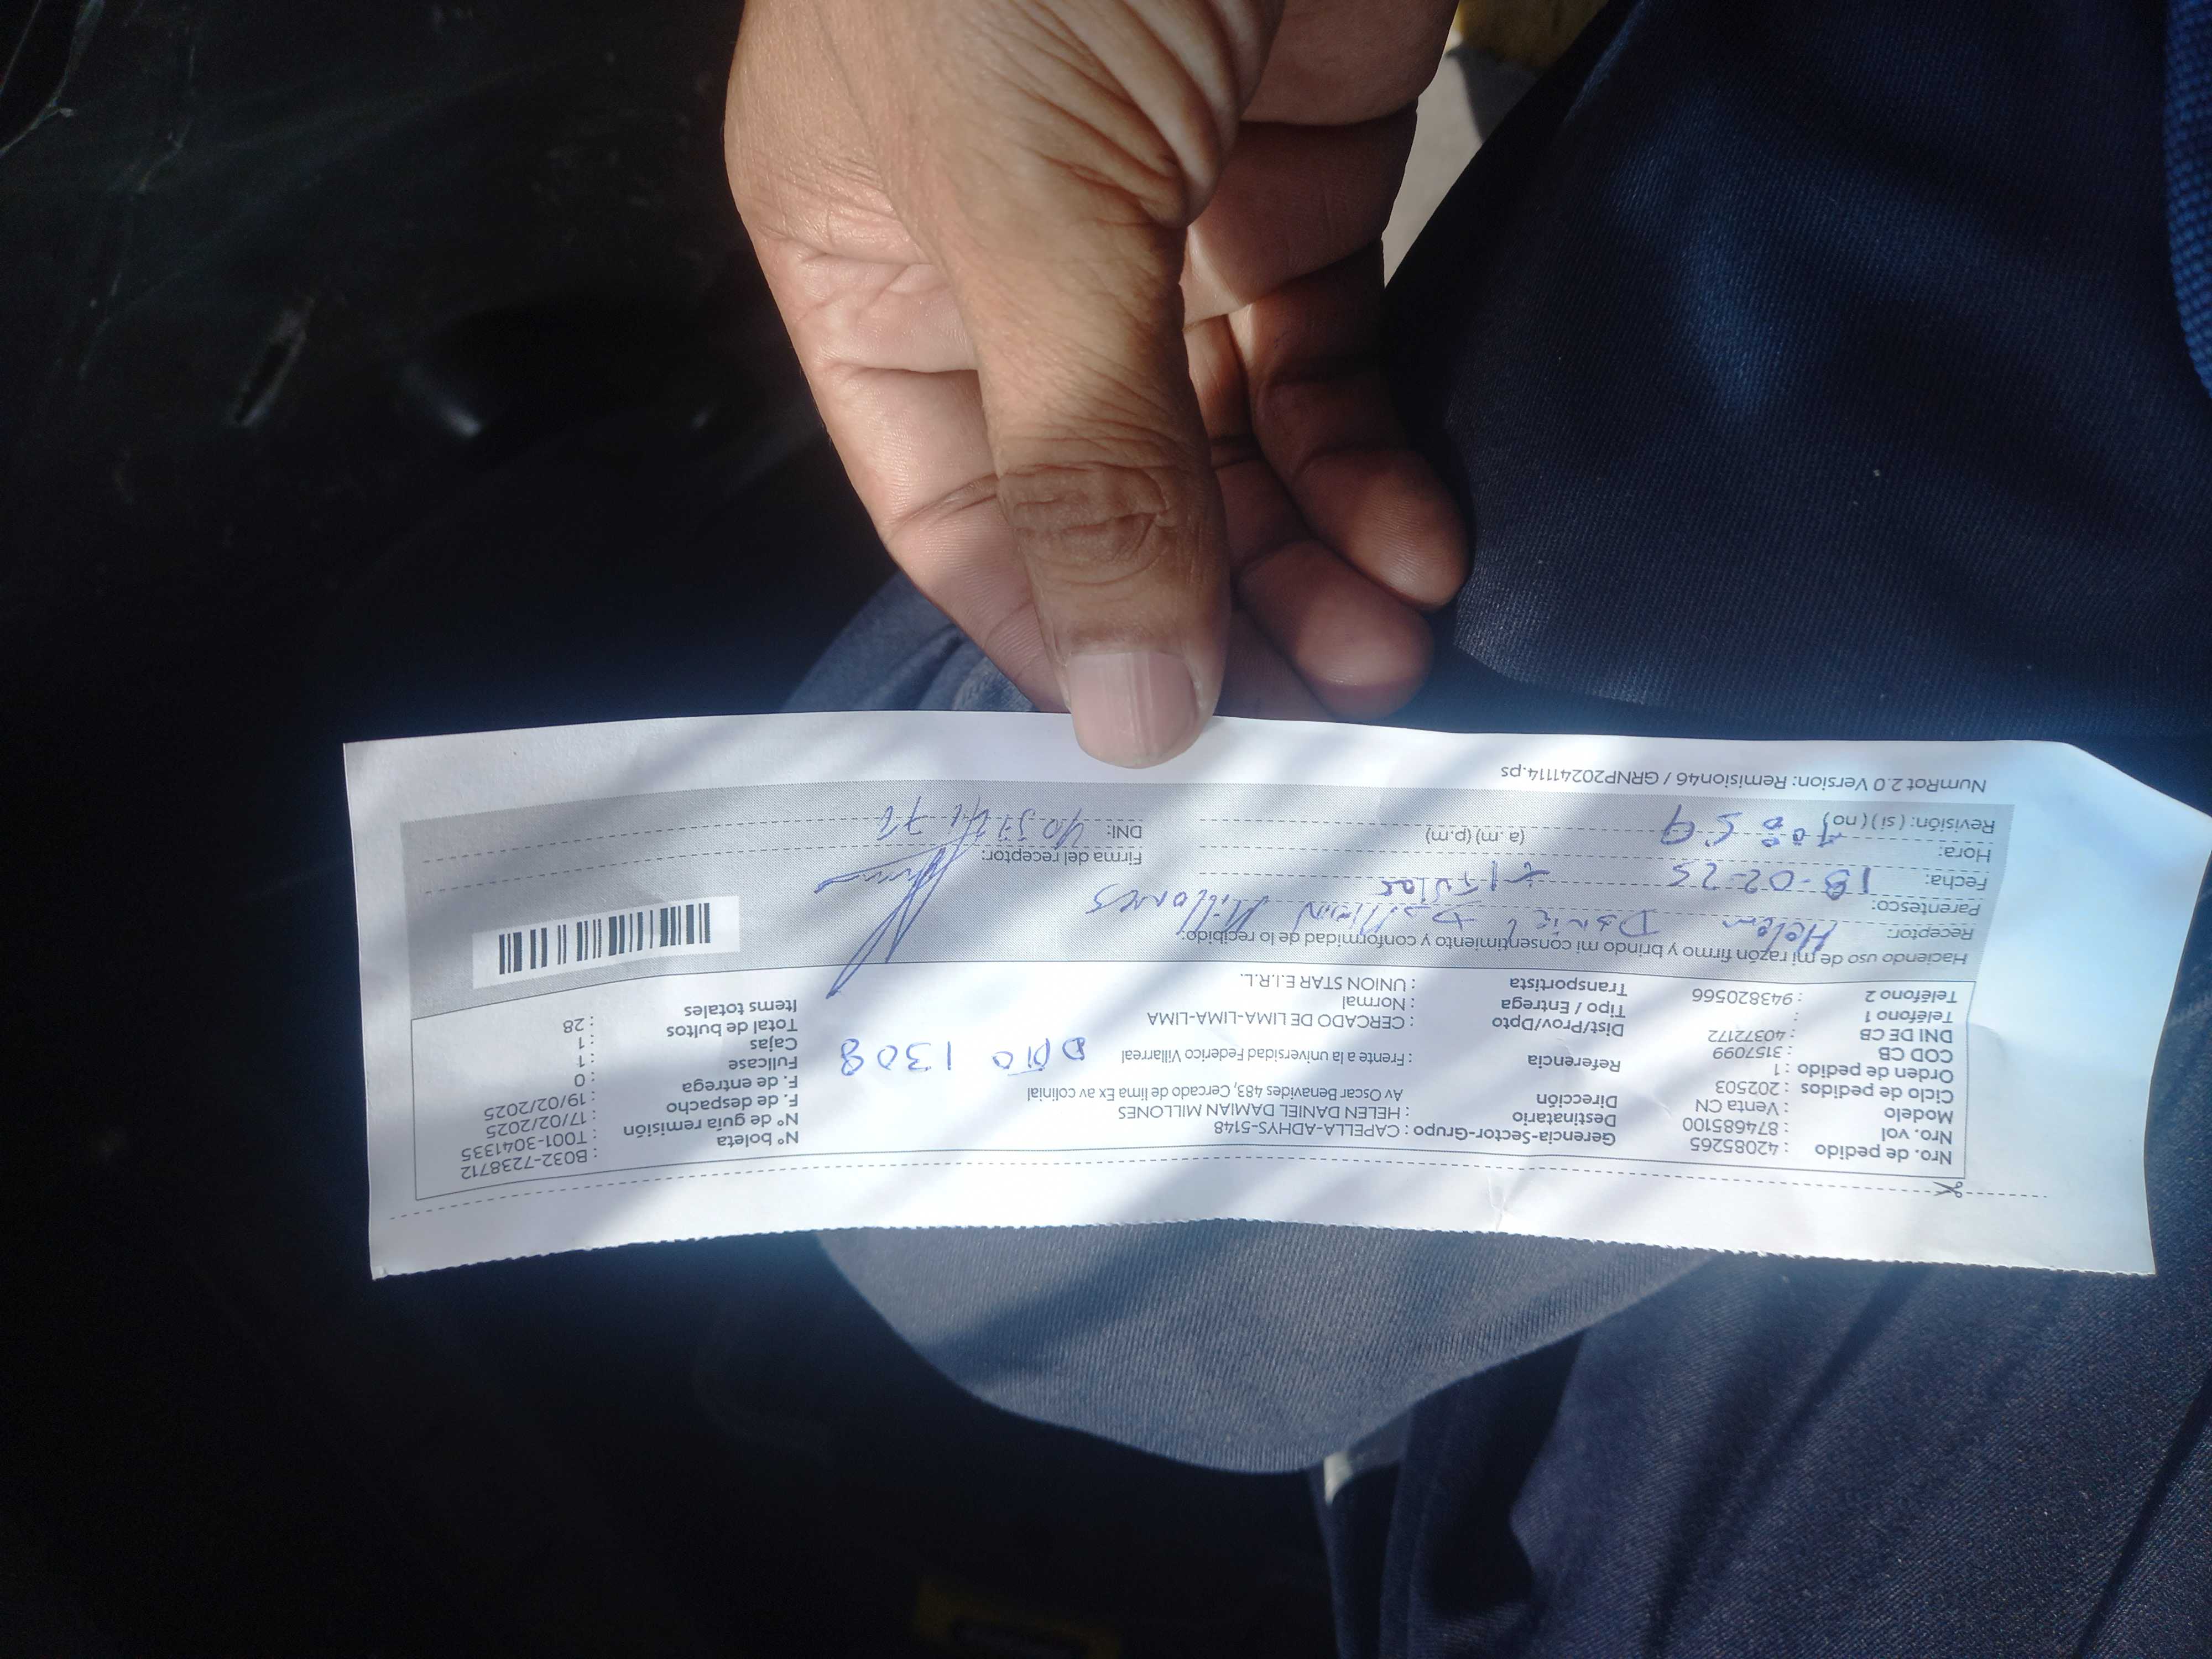 Nro. de pedido : 42085265
Nro. vol : 874685100
Modelo : Venta CN
Ciclo de pedidos : 202503
Orden de pedido : 1
COD CB : 3157099
DNI DE CB : 40372172
Teléfono 1 :
Teléfono 2 : 943820566
Gerencia-Sector-Grupo : CAPELLA-ADHYS-5148
Destinatario : HELEN DANIEL DAMIAN MILLONES
Dirección Av Oscar Benavides 483, Cercado de lima Ex av colinial
Referencia : Frente a la universidad Federico Villarreal
DPTO 1308
Dist/Prov/Dpto : CERCADO DE LIMA-LIMA-LIMA
Tipo / Entrega : Normal
Transportista : UNION STAR E.I.R.L.
N° boleta : B032-7238712
N° de guía remisión : T001-3041335
F. de despacho : 17/02/2025
F. de entrega : 19/02/2025
Fullcase : 0
Cajas : 1
Total de bultos : 1
Items totales : 28
Haciendo uso de mi razón firmo y brindo mi consentimiento y conformidad de lo recibido:
Receptor: Helen Daniel Millones
Parentesco: titular
Fecha: 18-02-25
Hora: (a.m) (p.m)
Revisión: (si) (no)
Firma del receptor:
DNI:
NumRot 2.0 Version: Remision46 / GRNP20241114.ps